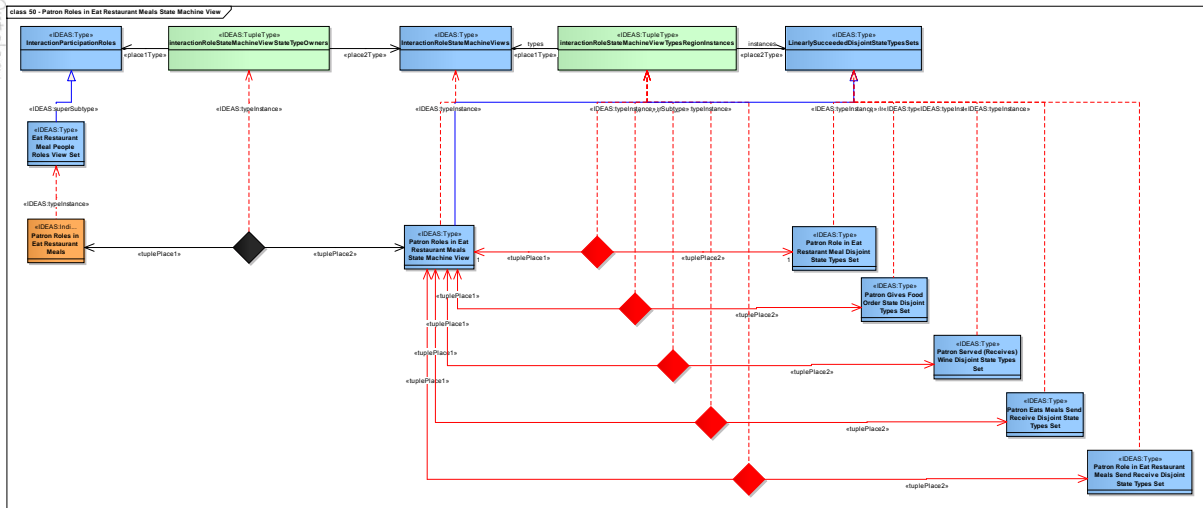 class 50 - Patron Roles in Eat Restaurant Meals State Machine View
«IDEAS:Type»
InteractionParticipationRoles
«IDEAS:TupleType»
interactionRoleStateMachineViewStateTypeOwners
«IDEAS:Type»
InteractionRoleStateMachineViews
«IDEAS:TupleType»
interactionRoleStateMachineViewTypesRegionInstances
«IDEAS:Type»
LinearlySucceededDisjointStateTypesSets
«place1Type»
«place2Type»
types
«place1Type»
instances
«place2Type»
«IDEAS:superSubtype»
«IDEAS:typeInstance»
«IDEAS:typeInstance»
«IDEAS:typeInstance»
«IDEAS:typeInstance»
«IDEAS:Type»
Eat Restaurant
Meal People
Roles View Set
«IDEAS:typeInstance»
«IDEAS:Indi...
Patron Roles in
Eat Restaurant
Meals
«tuplePlace1»
«tuplePlace2»
«IDEAS:Type»
Patron Roles in Eat
Restaurant Meals
State Machine View
1
«tuplePlace1»
«tuplePlace2»
1
«IDEAS:Type»
Patron Role in Eat
Restarant Meal Disjoint
State Types Set
«IDEAS:Type»
Patron Gives Food
Order State Disjoint
Types Set
«tuplePlace1»
«tuplePlace2»
«IDEAS:Type»
Patron Served (Receives)
Wine Disjoint State Types
Set
«tuplePlace1»
«tuplePlace2»
«IDEAS:Type»
Patron Eats Meals Send
Receive Disjoint State
Types Set
«tuplePlace1»
«tuplePlace2»
«IDEAS:Type»
Patron Role in Eat Restaurant
Meals Send Receive Disjoint
State Types Set
«tuplePlace1»
«tuplePlace2»